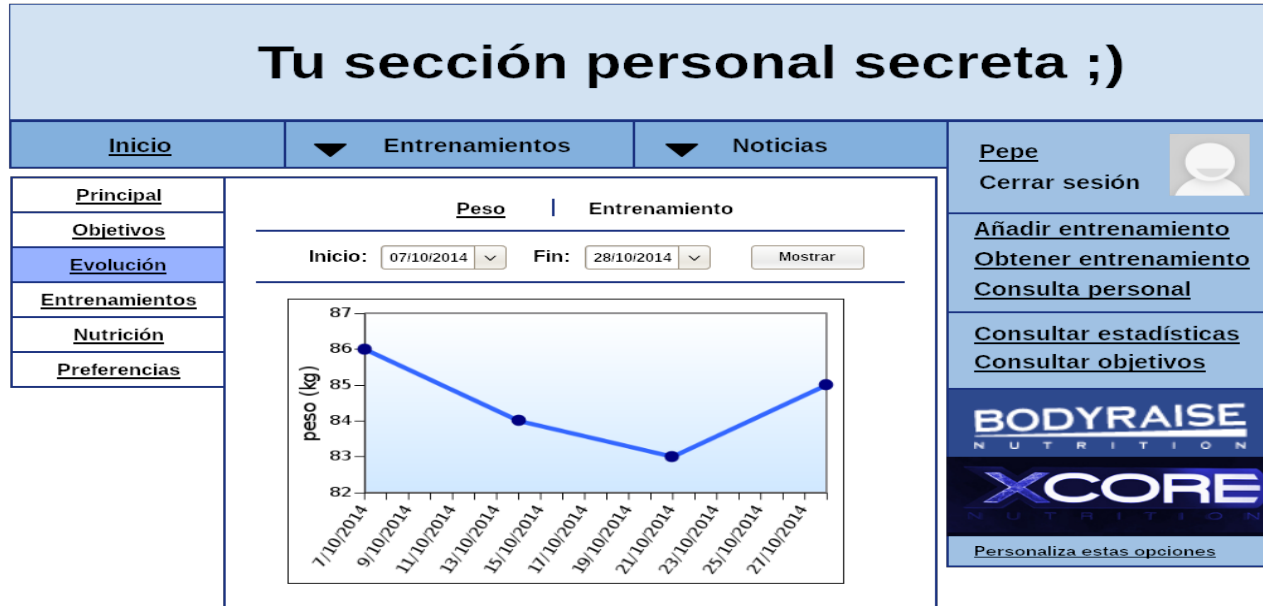 Tu sección personal secreta ;)
Inicio
Entrenamientos
Noticias
Pepe
Cerrar sesión
Principal
Objetivos
Evolución
Entrenamientos
Nutrición
Preferencias
Peso | Entrenamiento
Inicio: 07/10/2014 Fin: 28/10/2014 Mostrar
87
86
85
84
83
82
peso (kg)
7/10/2014
9/10/2014
11/10/2014
13/10/2014
15/10/2014
17/10/2014
19/10/2014
21/10/2014
23/10/2014
25/10/2014
27/10/2014
Añadir entrenamiento
Obtener entrenamiento
Consulta personal
Consultar estadísticas
Consultar objetivos
BODYRAISE
NUTRITION
XCORE
NUTRITION
Personaliza estas opciones